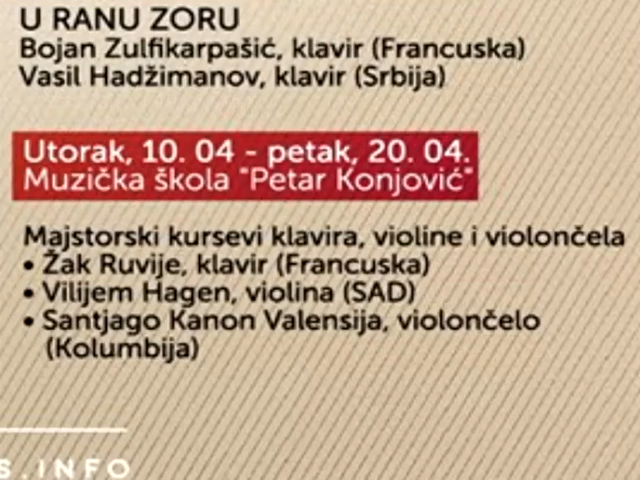 U RANU ZORU
Bojan Zulfikarpašić, klavir (Francuska)
Vasil Hadžimanov, klavir (Srbija)
Utorak, 10. 04 - petak, 20. 04.
Muzička škola "Petar Konjović"
Majstorski kursevi klavira, violine i violončela
• Žak Ruvije, klavir (Francuska)
• Vilijem Hagen, violina (SAD)
• Santjago Kanon Valensija, violončelo
(Kolumbija)
S.INFO